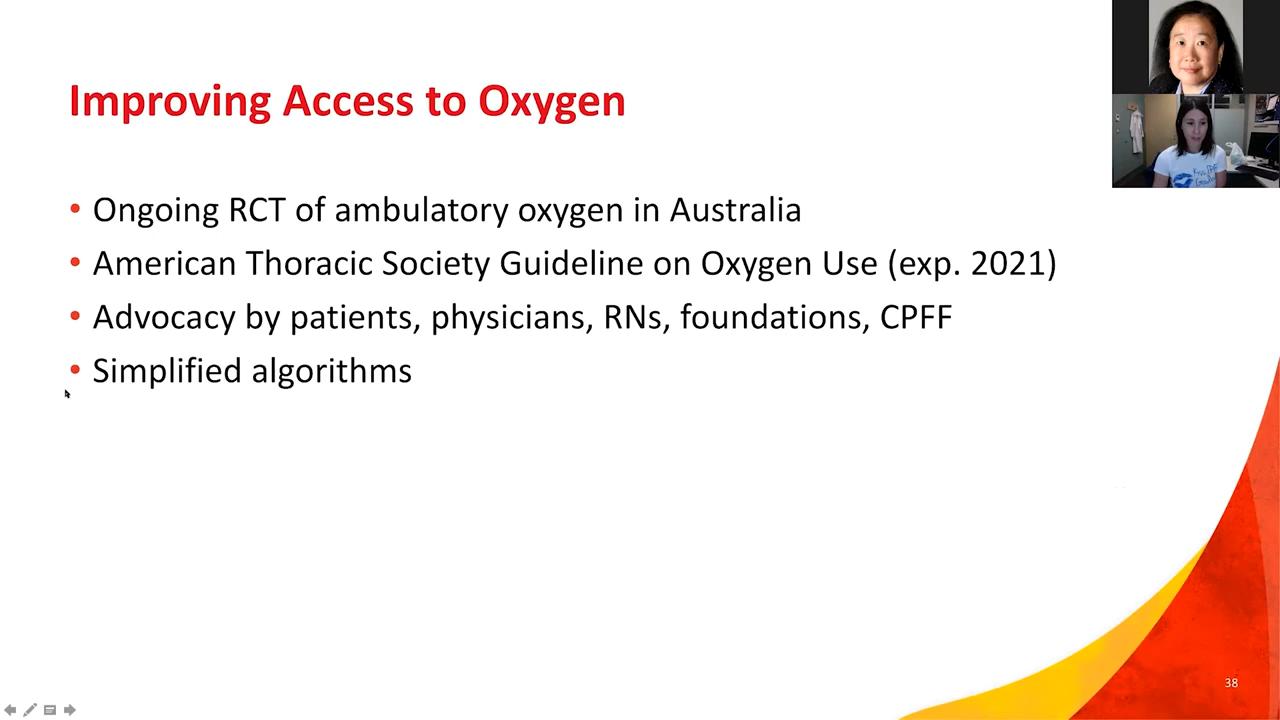 Improving Access to Oxygen
• Ongoing RCT of ambulatory oxygen in Australia
• American Thoracic Society Guideline on Oxygen Use (exp. 2021)
• Advocacy by patients, physicians, RNs, foundations, CPFF
• Simplified algorithms
38